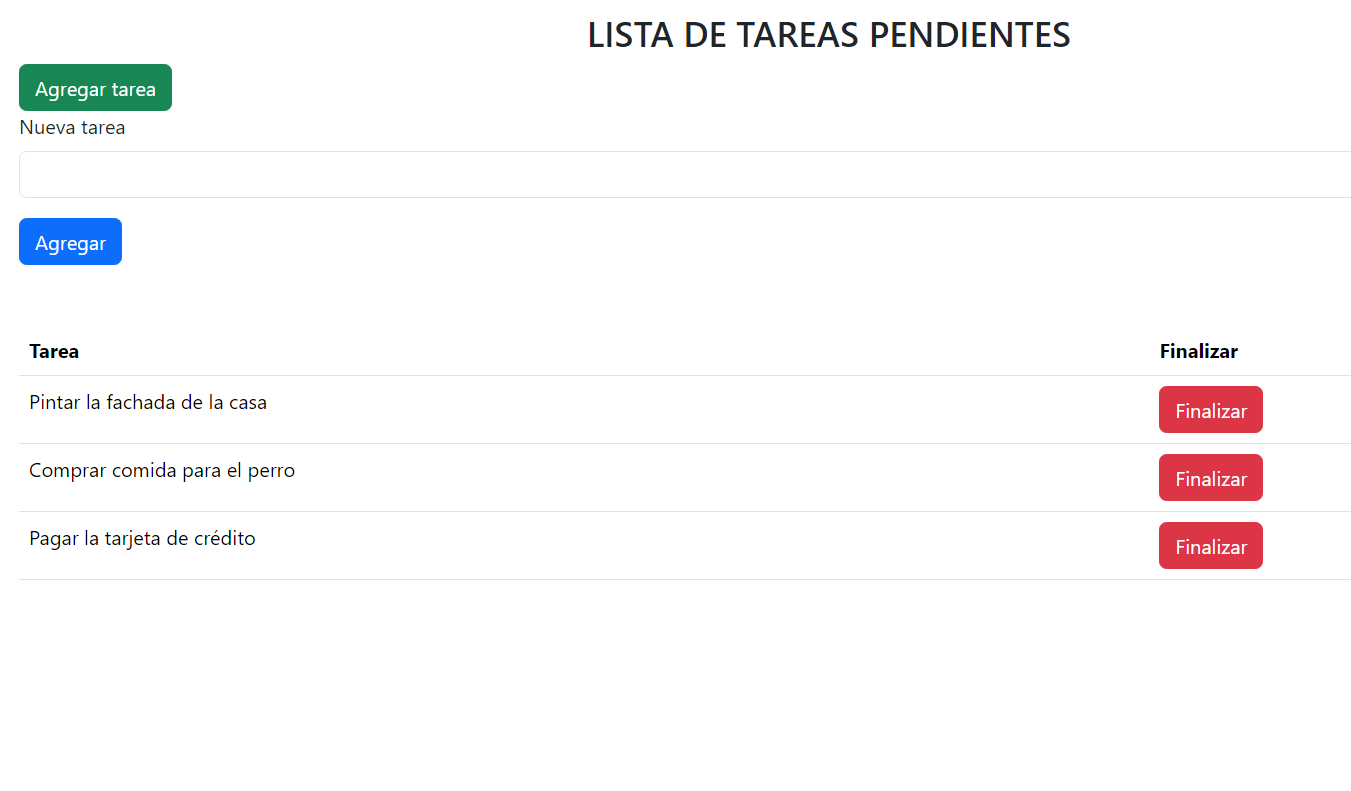 LISTA DE TAREAS PENDIENTES
Agregar tarea
Nueva tarea
Agregar
Tarea Finalizar
Pintar la fachada de la casa Finalizar
Comprar comida para el perro Finalizar
Pagar la tarjeta de crédito Finalizar